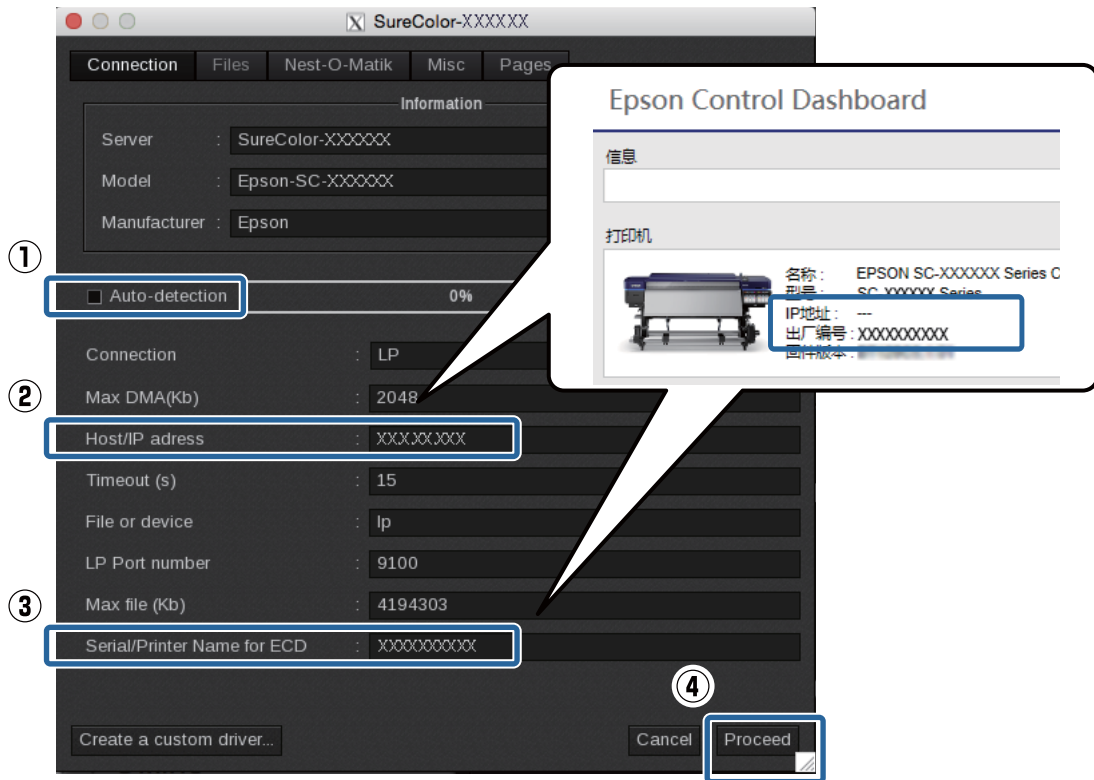 SureColor-XXXXXX
Connection Files Nest-O-Matik Misc Pages
Information
Server : SureColor-XXXXXX
Model : Epson-SC-XXXXXX
Manufacturer : Epson
Epson Control Dashboard
信息
打印机
名称 : EPSON SC-XXXXXX Series C
型号 : SC-XXXXXX Series
IP地址 : ---
出厂编号 : XXXXXXXXXX
固件版本 :
①
Auto-detection 0%
Connection : LP
②
Max DMA(Kb) : 2048
Host/IP adress : XXX.XX.XXX
Timeout (s) : 15
File or device : lp
LP Port number : 9100
③
Max file (Kb) : 4194303
Serial/Printer Name for ECD : XXXXXXXXXX
④
Create a custom driver... Cancel Proceed